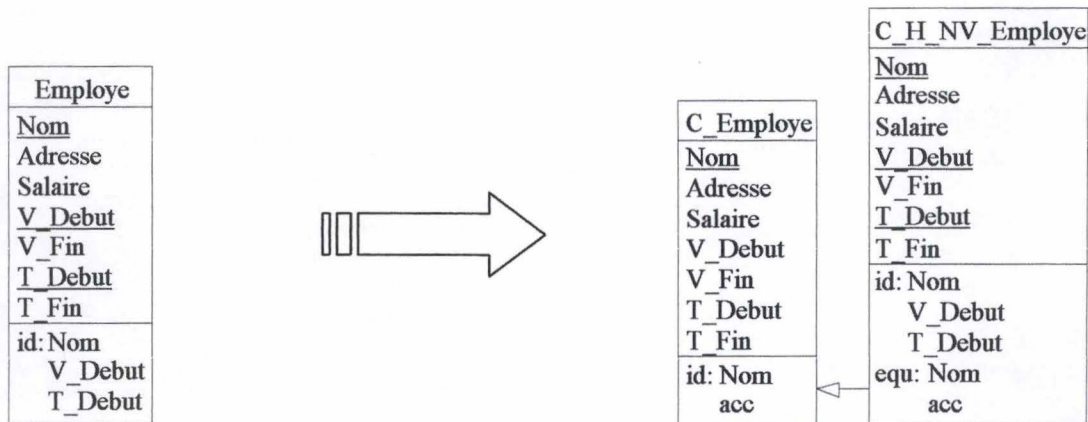 Employe
Nom
Adresse
Salaire
V_Debut
V_Fin
T_Debut
T_Fin
id: Nom
V_Debut
T_Debut
C_Employe
Nom
Adresse
Salaire
V_Debut
V_Fin
T_Debut
T_Fin
id: Nom
acc
C_H_NV_Employe
Nom
Adresse
Salaire
V_Debut
V_Fin
T_Debut
T_Fin
id: Nom
V_Debut
T_Debut
equ: Nom
acc